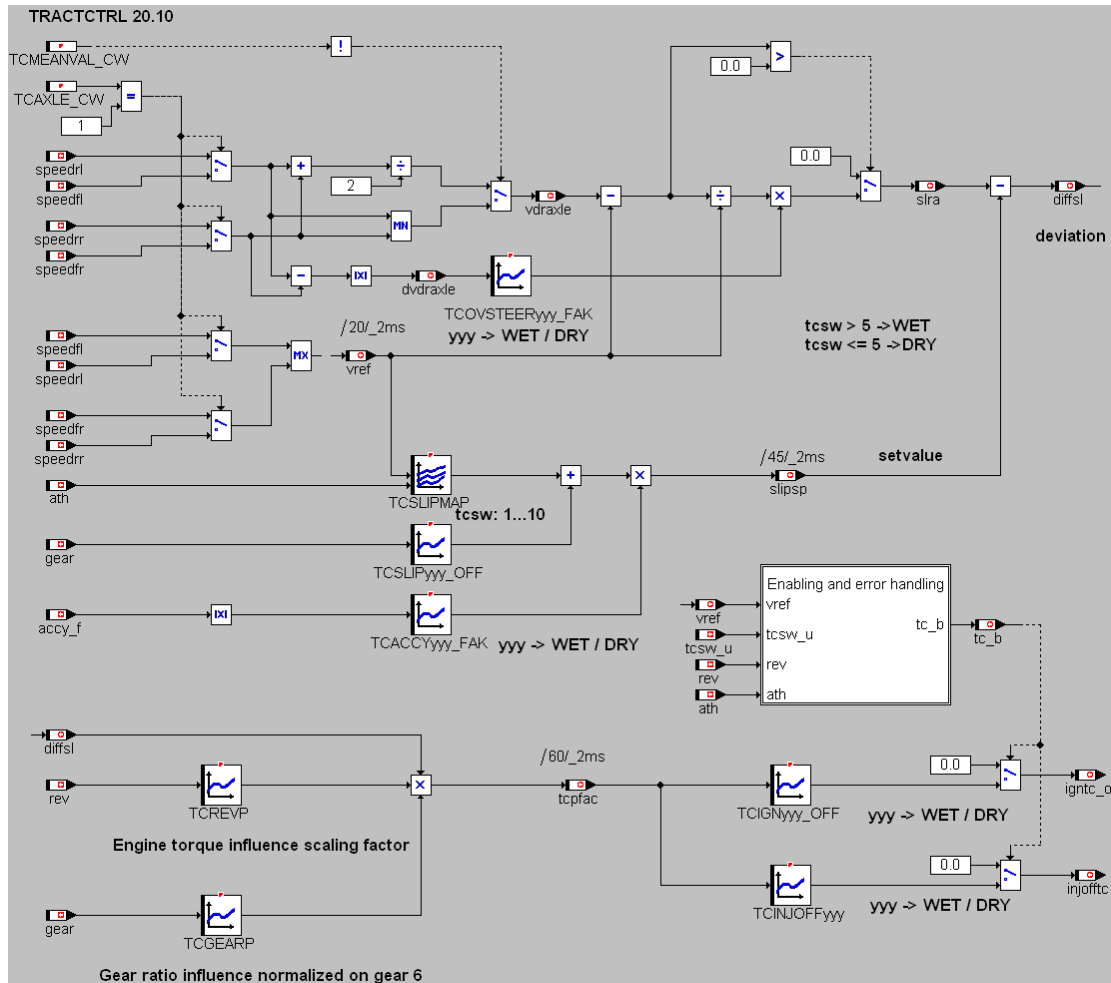 TRACTCTRL 20.10
TCMEANVAL_CW
!
>
0.0
TCAXLE_CW
=
1
speedrl
speedfl
+
÷
2
0.0
MN
vdraxle
-
÷
×
slra
-
diffsl
deviation
speedrr
speedfr
-
|X|
dvdraxle
TCOVSTEERyyy_FAK
yyy -> WET / DRY
tcsw > 5 ->WET
tcsw <= 5 ->DRY
/20/_2ms
speedfl
speedrl
MX
vref
speedfr
speedrr
ath
TCSLIPMAP
tcsw: 1...10
+
×
/45/_2ms
slipsp
setvalue
gear
TCSLIPyyy_OFF
accy_f
|X|
TCACCYyyy_FAK
yyy -> WET / DRY
Enabling and error handling
vref
vref
tcsw_u
tcsw_u
rev
rev
ath
ath
tc_b
tc_b
diffsl
rev
TCREVP
×
/60/_2ms
tcpfac
Engine torque influence scaling factor
TCIGNyyy_OFF
0.0
yyy -> WET / DRY
igntc_o
gear
TCGEARP
TCINJOFFyyy
0.0
yyy -> WET / DRY
injofftc
Gear ratio influence normalized on gear 6